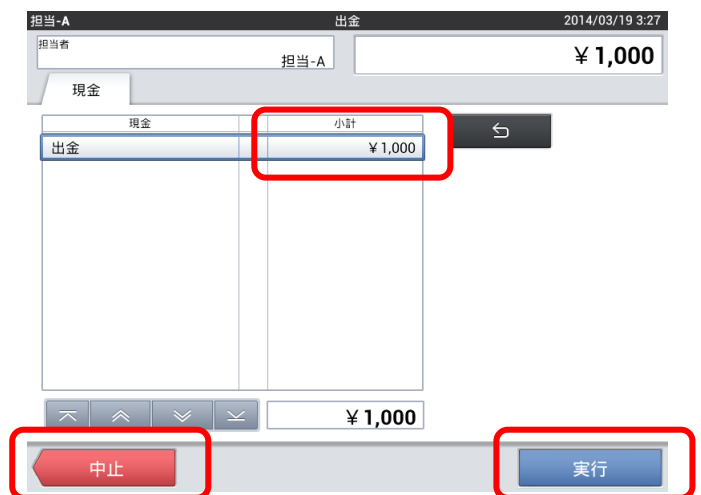 担当-A 出金 2014/03/19 3:27
担当者
担当-A
¥1,000
現金
現金 小計
出金 ¥1,000
¥1,000
中止 実行